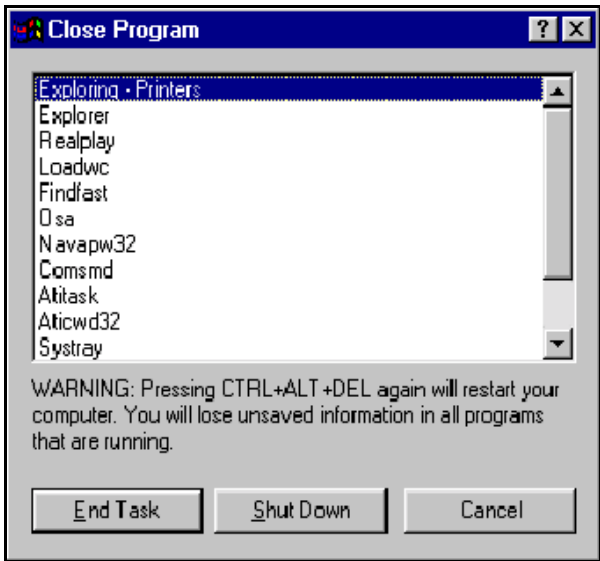 Close Program
Exploring - Printers
Explorer
Realplay
Loadwc
Findfast
Osa
Navapw32
Comsmd
Atitask
Aticwd32
Systray
WARNING: Pressing CTRL+ALT+DEL again will restart your
computer. You will lose unsaved information in all programs
that are running.
End Task Shut Down Cancel